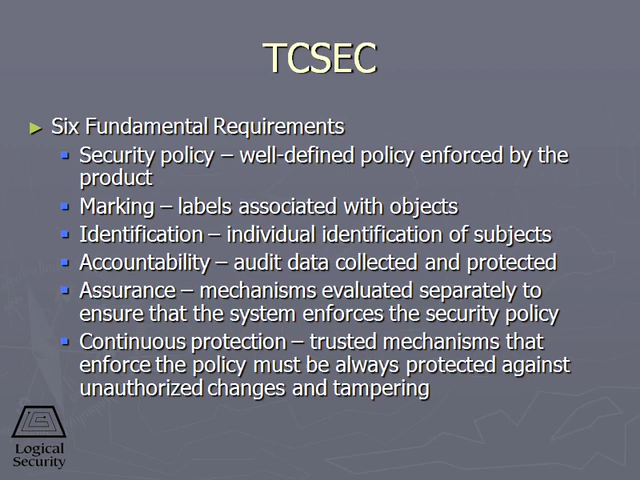 TCSEC
► Six Fundamental Requirements
▪ Security policy – well-defined policy enforced by the
product
▪ Marking – labels associated with objects
▪ Identification – individual identification of subjects
▪ Accountability – audit data collected and protected
▪ Assurance – mechanisms evaluated separately to
ensure that the system enforces the security policy
▪ Continuous protection – trusted mechanisms that
enforce the policy must be always protected against
unauthorized changes and tampering
Logical
Security